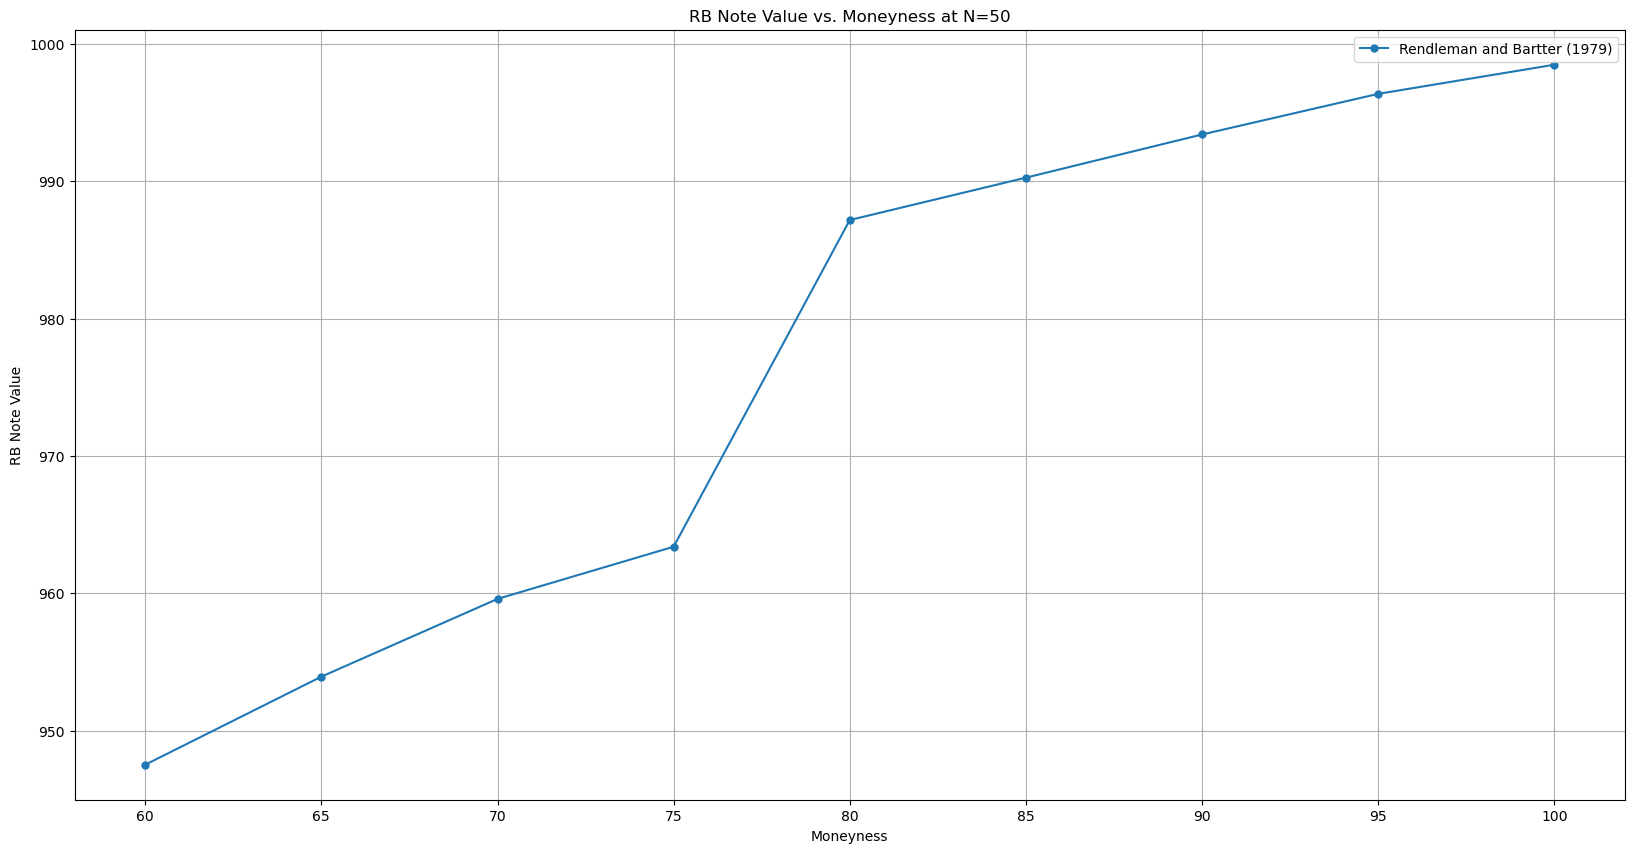 RB Note Value vs. Moneyness at N=50
Rendleman and Bartter (1979)
RB Note Value
1000
990
980
970
960
950
60 65 70 75 80 85 90 95 100
Moneyness